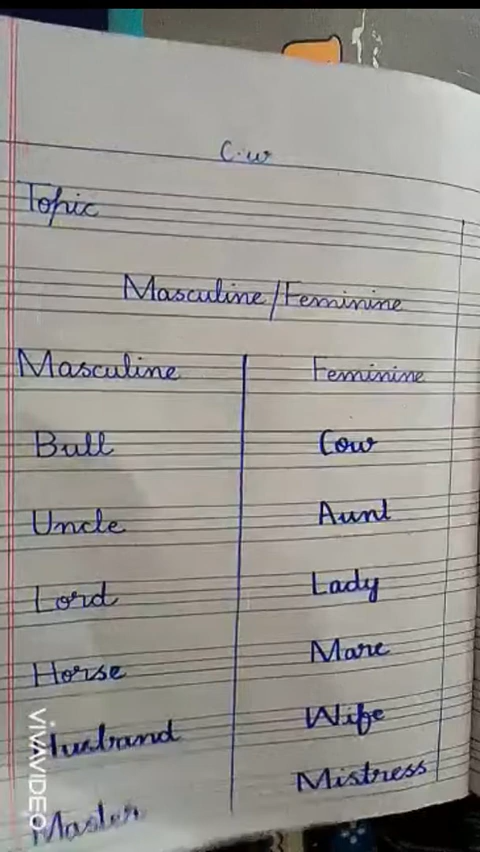 C.w
Topic
Masculine/Feminine
Masculine Feminine
Bull Cow
Uncle Aunt
Lord Lady
Horse Mare
Husband Wife
Master Mistress
VIVAVIDEO